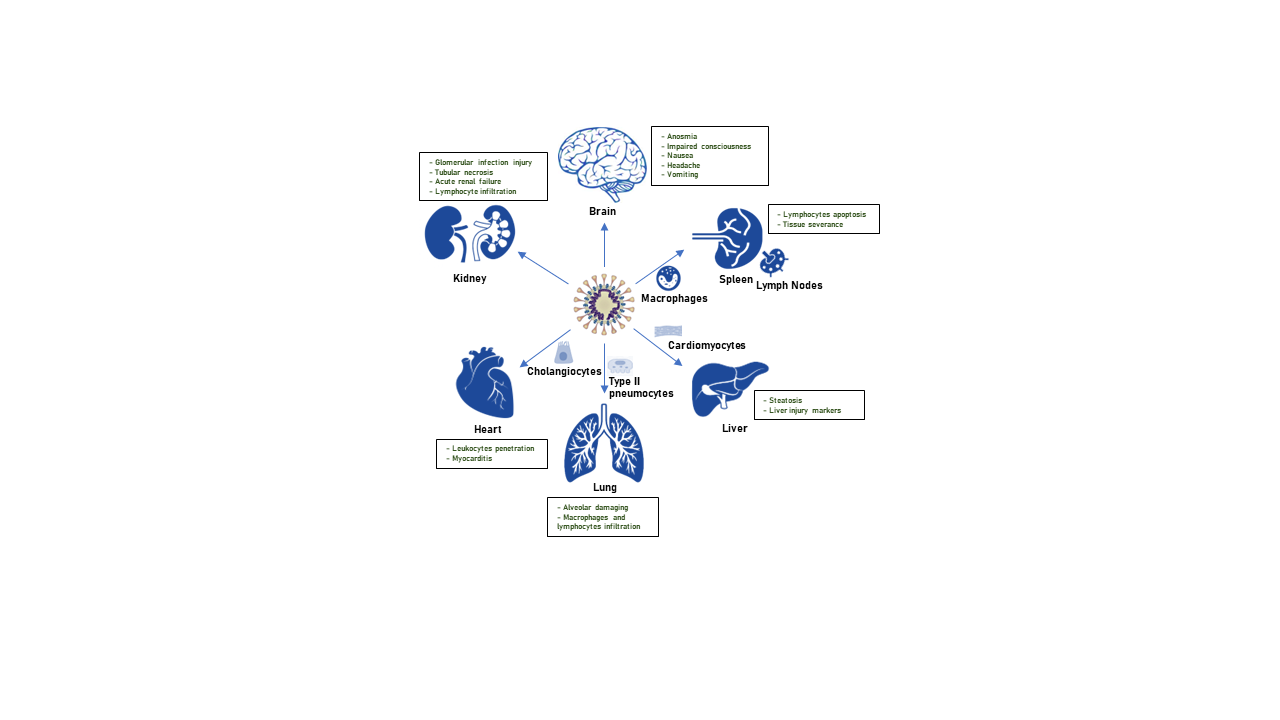 - Anosmia
- Impaired consciousness
- Nausea
- Headache
- Vomiting
Brain
- Glomerular infection injury
- Tubular necrosis
- Acute renal failure
- Lymphocyte infiltration
Kidney
- Lymphocytes apoptosis
- Tissue severance
Spleen
Lymph Nodes
Macrophages
Cardiomyocytes
Cholangiocytes
Type II
pneumocytes
Heart
- Leukocytes penetration
- Myocarditis
Liver
- Steatosis
- Liver injury markers
Lung
- Alveolar damaging
- Macrophages and
lymphocytes infiltration